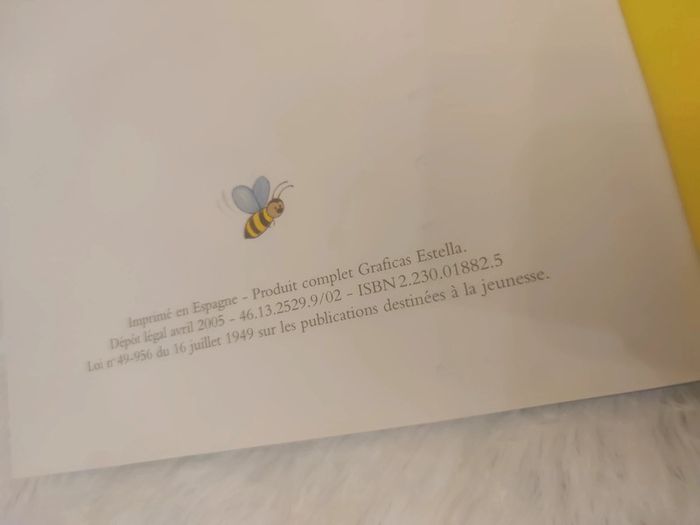 Imprimé en Espagne - Produit complet Graficas Estella.
Dépôt légal avril 2005 - 46.13.2529.9/02 - ISBN 2.230.01882.5
Loi n° 49-956 du 16 juillet 1949 sur les publications destinées à la jeunesse.